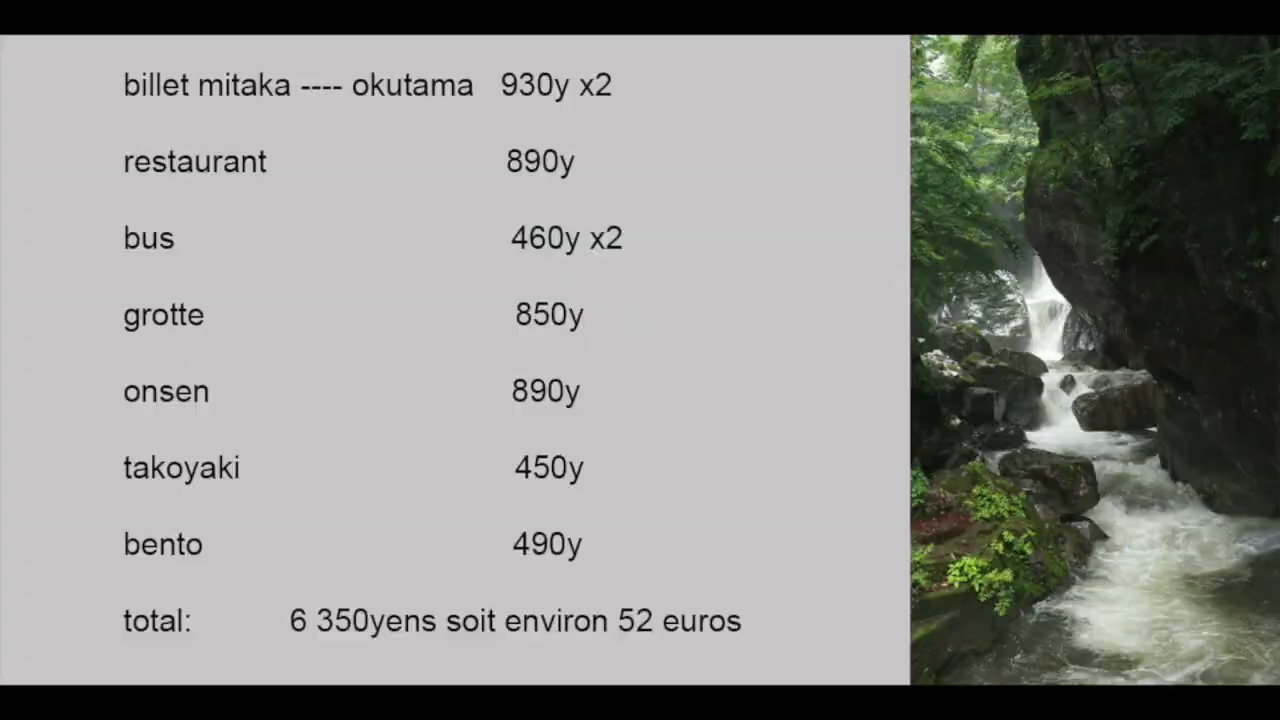 billet mitaka ---- okutama 930y x2
restaurant 890y
bus 460y x2
grotte 850y
onsen 890y
takoyaki 450y
bento 490y
total: 6 350yens soit environ 52 euros